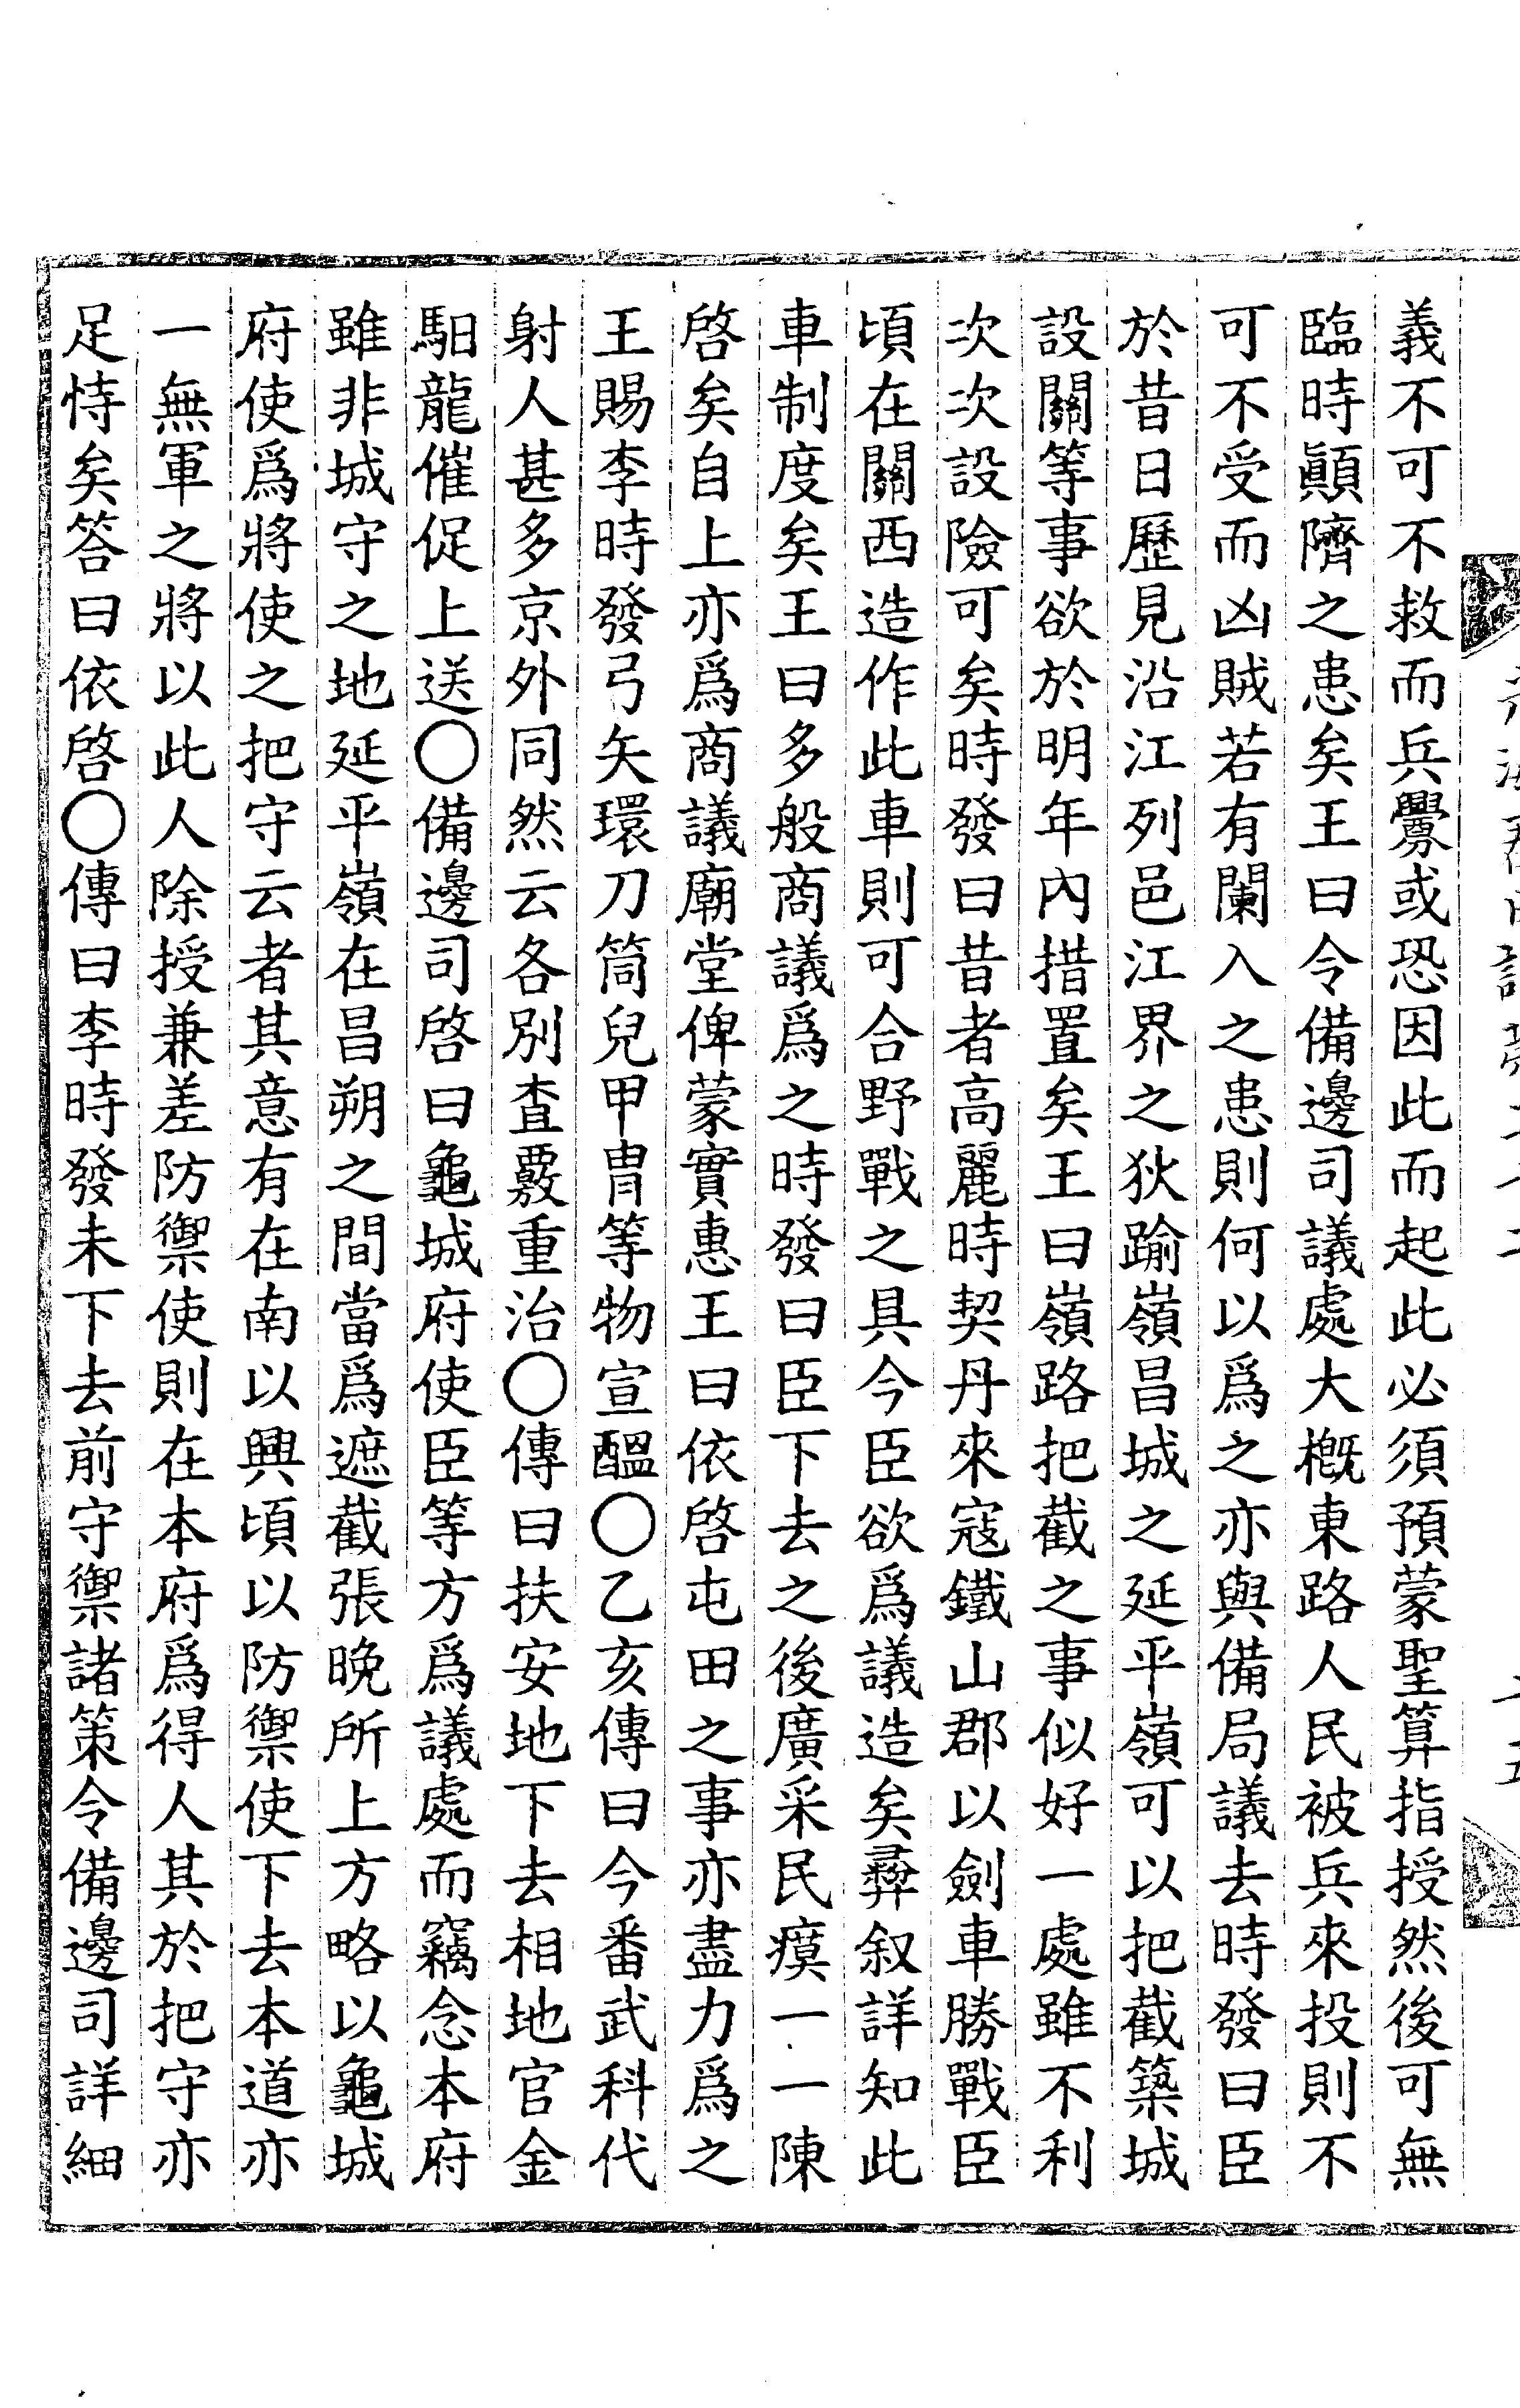 義不可不救而兵釁或恐因此而起此必須預蒙聖算指授然後可無
臨時顚隮之患矣王曰令備邊司議處大槪東路人民被兵來投則不
可不受而凶賊若有闌入之患則何以爲之亦與備局議去時發曰臣
於昔日歷見沿江列邑江界之狄踰嶺昌城之延平嶺可以把截築城
設關等事欲於明年內措置矣王曰嶺路把截之事似好一處雖不利
次次設險可矣時發曰昔者高麗時契丹來寇鐵山郡以劍車勝戰臣
頃在關西造作此車則可合野戰之具今臣欲爲議造矣彛叙詳知此
車制度矣王曰多般商議爲之時發曰臣下去之後廣采民瘼一一陳
啓矣自上亦爲商議廟堂俾蒙實惠王曰依啓屯田之事亦盡力爲之
王賜李時發弓矢環刀筒兒甲冑等物宣醞〇乙亥傳曰今番武科代
射人甚多京外同然云各別査覈重治〇傳曰扶安地下去相地官金
馹龍催促上送〇備邊司啓曰龜城府使臣等方爲議處而竊念本府
雖非城守之地延平嶺在昌朔之間當爲遮截張晩所上方略以龜城
府使爲將使之把守云者其意有在南以興頃以防禦使下去本道亦
一無軍之將以此人除授兼差防禦使則在本府爲得人其於把守亦
足恃矣答曰依啓〇傳曰李時發未下去前守禦諸策令備邊司詳細